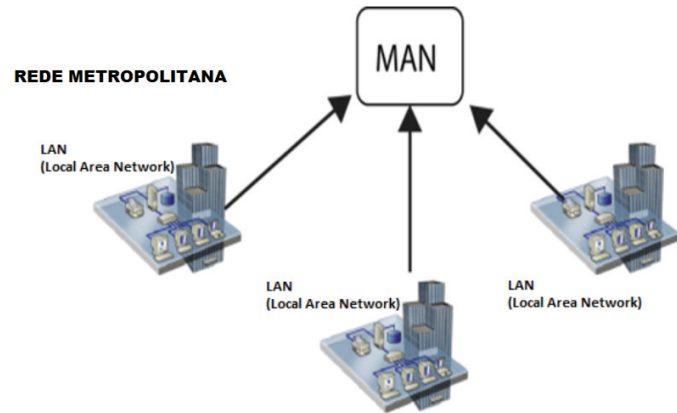 MAN
REDE METROPOLITANA
LAN
(Local Area Network)
LAN
(Local Area Network)
LAN
(Local Area Network)